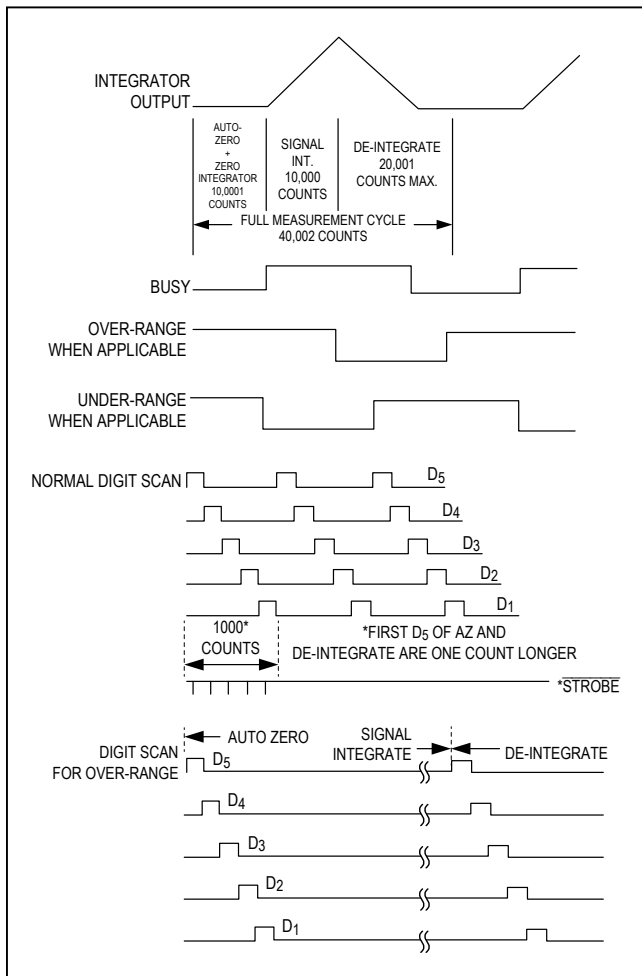 INTEGRATOR
OUTPUT
AUTO-
ZERO
+
ZERO
INTEGRATOR
10,0001
COUNTS
SIGNAL
INT.
10,000
COUNTS
DE-INTEGRATE
20,001
COUNTS MAX.
FULL MEASUREMENT CYCLE
40,002 COUNTS
BUSY
OVER-RANGE
WHEN APPLICABLE
UNDER-RANGE
WHEN APPLICABLE
NORMAL DIGIT SCAN
D5
D4
D3
D2
D1
1000*
COUNTS
*FIRST D5 OF AZ AND
DE-INTEGRATE ARE ONE COUNT LONGER
*STROBE
DIGIT SCAN
FOR OVER-RANGE
AUTO ZERO
SIGNAL
INTEGRATE
DE-INTEGRATE
D5
D4
D3
D2
D1